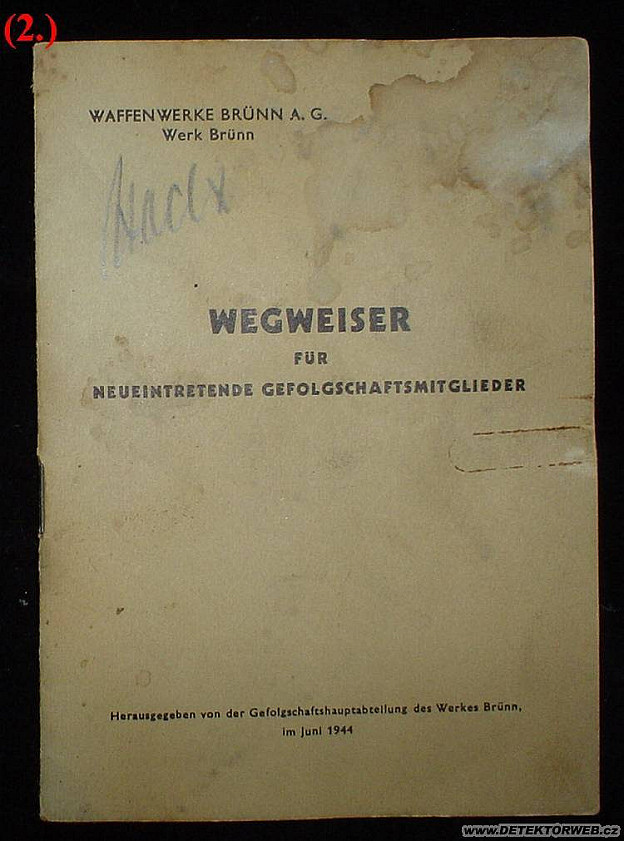 (2.)
WAFFENWERKE BRÜNN A. G.
Werk Brünn
WEGWEISER
FÜR
NEUEINTRETENDE GEFOLGSCHAFTSMITGLIEDER
Herausgegeben von der Gefolgschaftshauptabteilung des Werkes Brünn,
im Juni 1944
www.DETEKTORWEB.cz